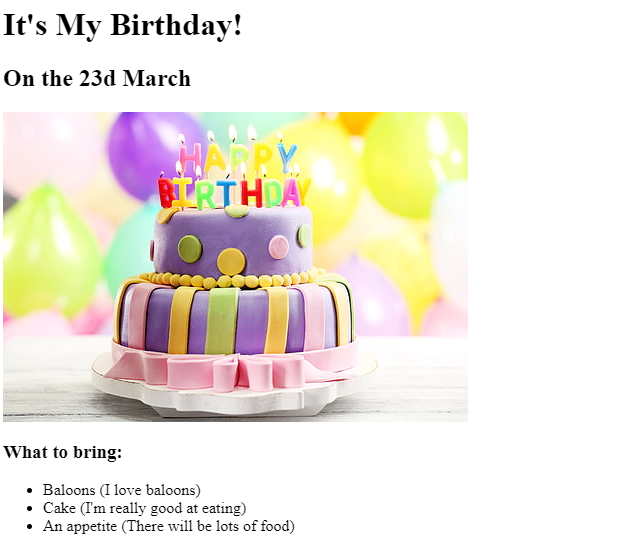 It's My Birthday!
On the 23d March
HAPPY
BIRTHDAY
What to bring:
Baloons (I love baloons)
Cake (I'm really good at eating)
An appetite (There will be lots of food)